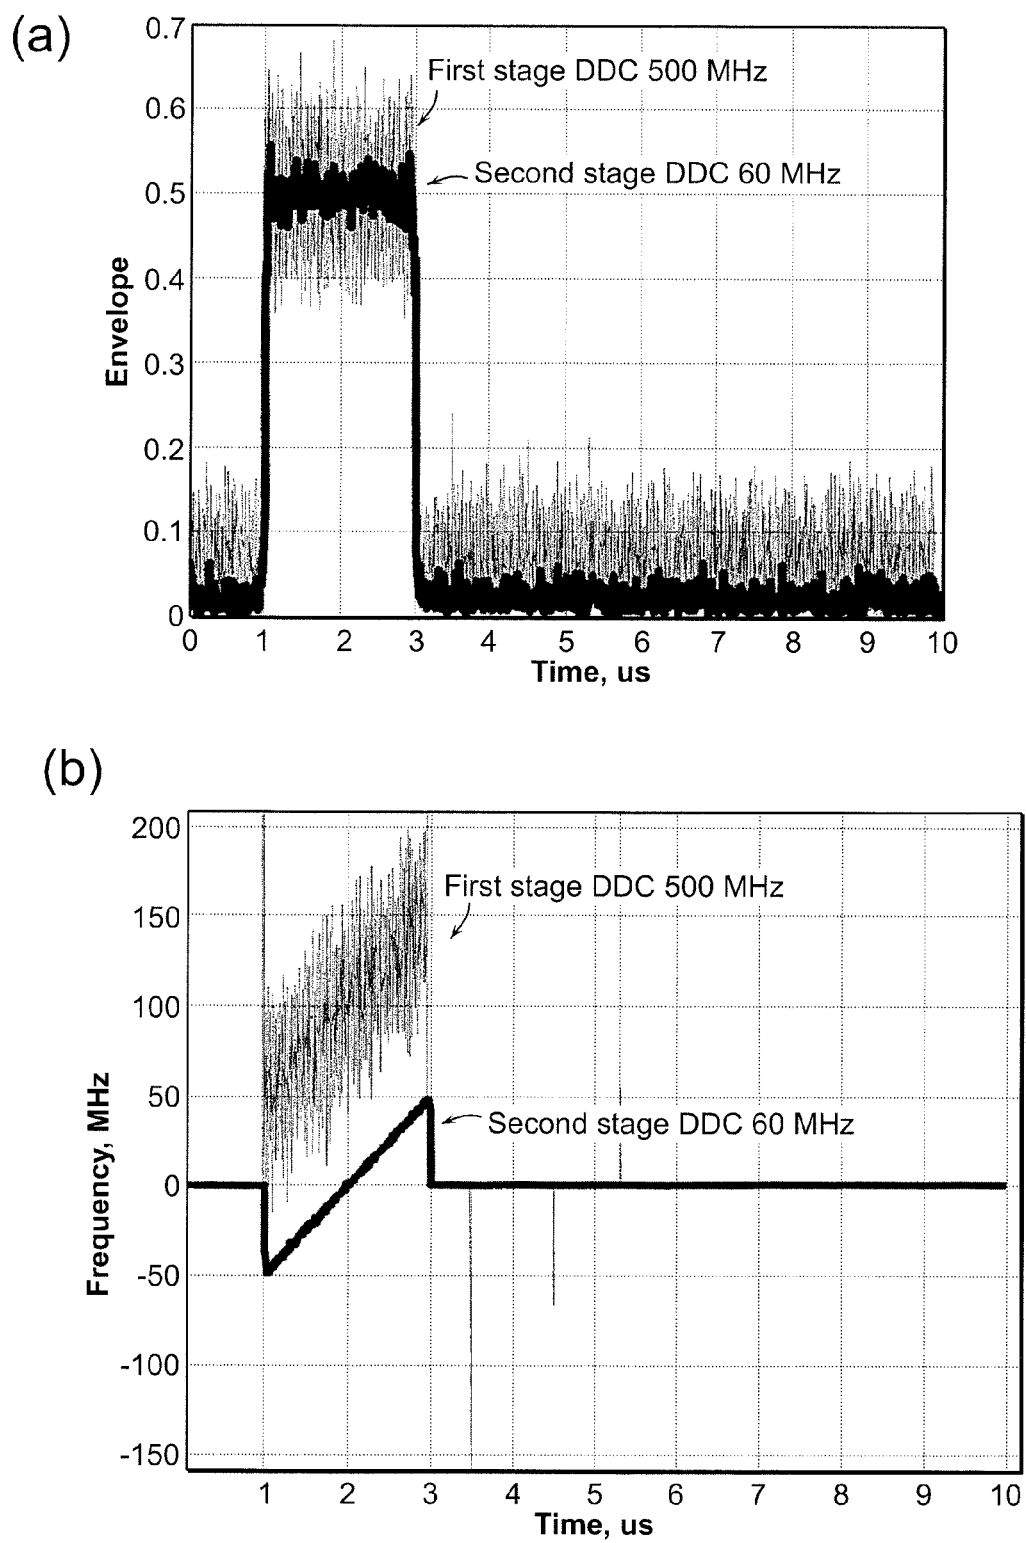 (a)
0.7
First stage DDC 500 MHz
0.6
Second stage DDC 60 MHz
0.5
0.4
Envelope
0.3
0.2
0.1
0
0 1 2 3 4 5 6 7 8 9 10
Time, us
(b)
200
First stage DDC 500 MHz
150
100
50
Second stage DDC 60 MHz
Frequency, MHz
0
-50
-100
-150
1 2 3 4 5 6 7 8 9 10
Time, us